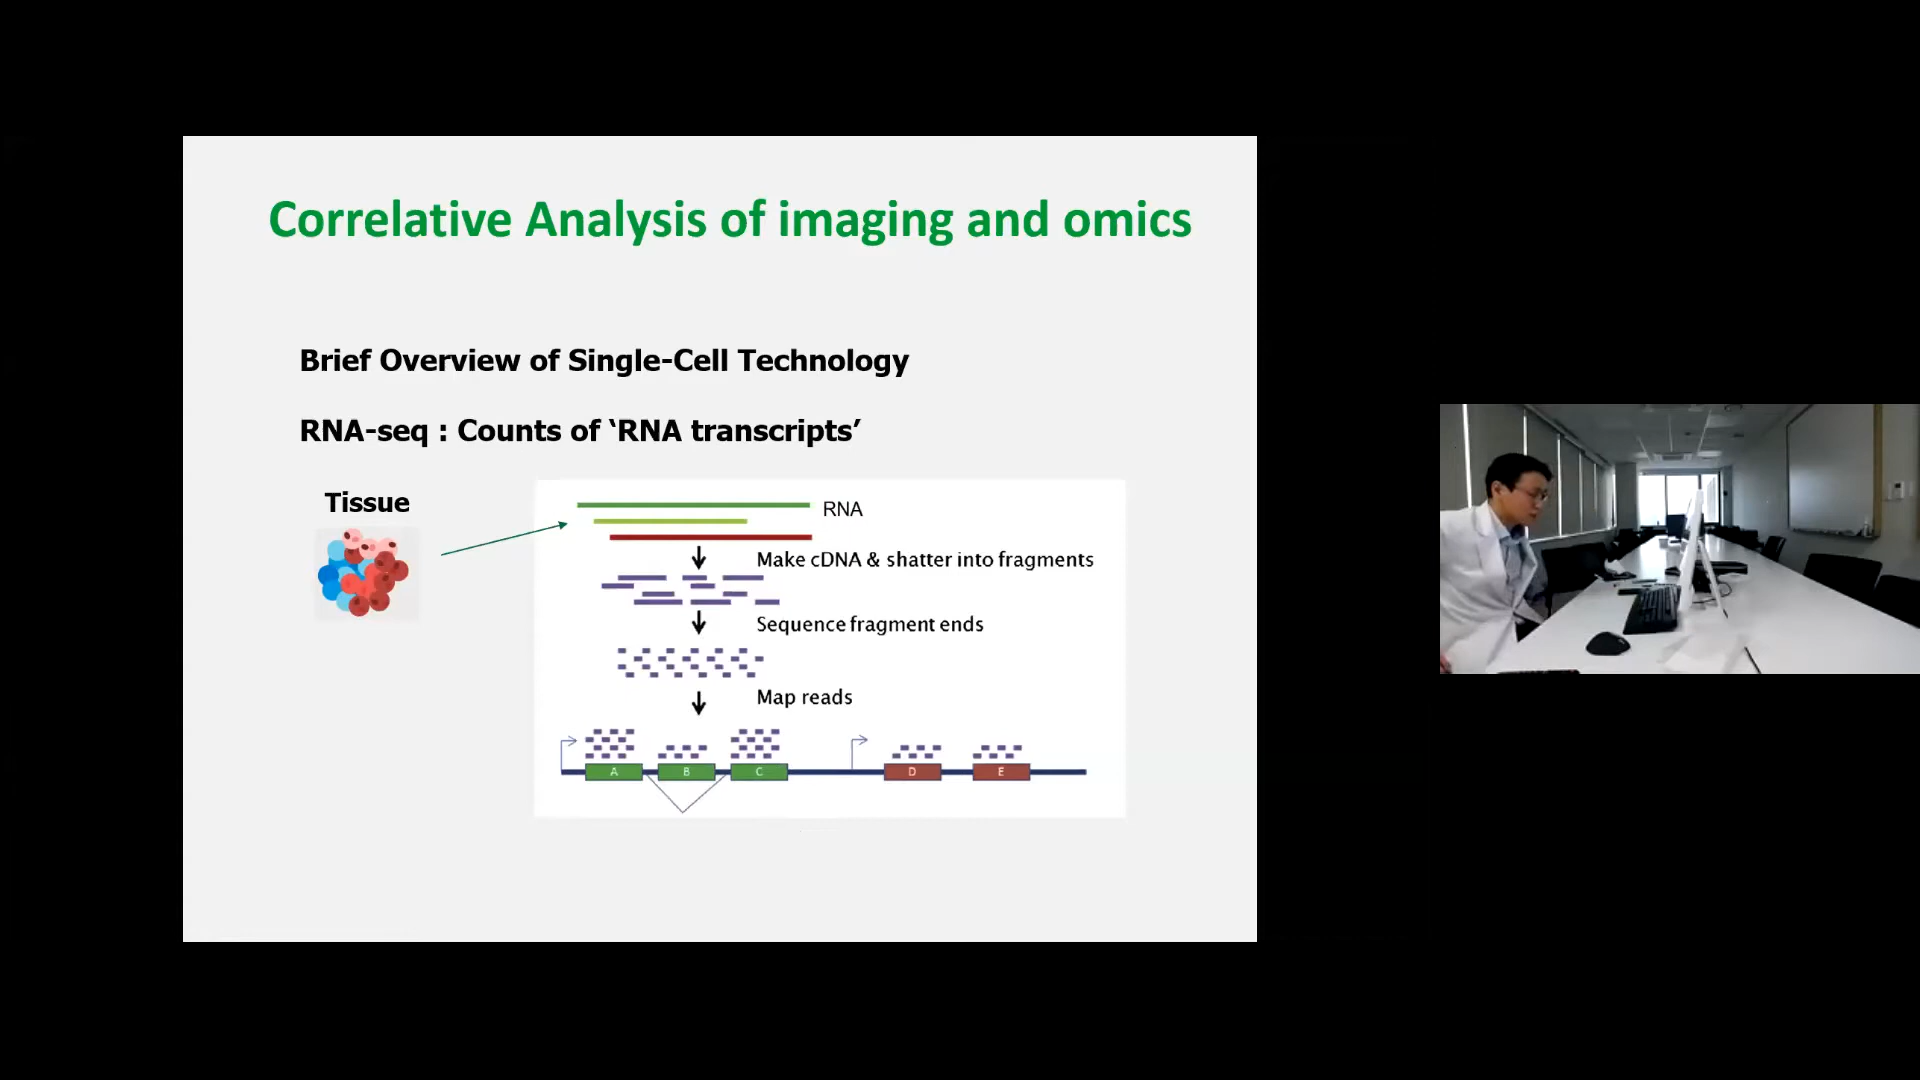 Correlative Analysis of imaging and omics
Brief Overview of Single-Cell Technology
RNA-seq : Counts of ‘RNA transcripts’
Tissue
RNA
Make cDNA & shatter into fragments
Sequence fragment ends
Map reads
A B C D E